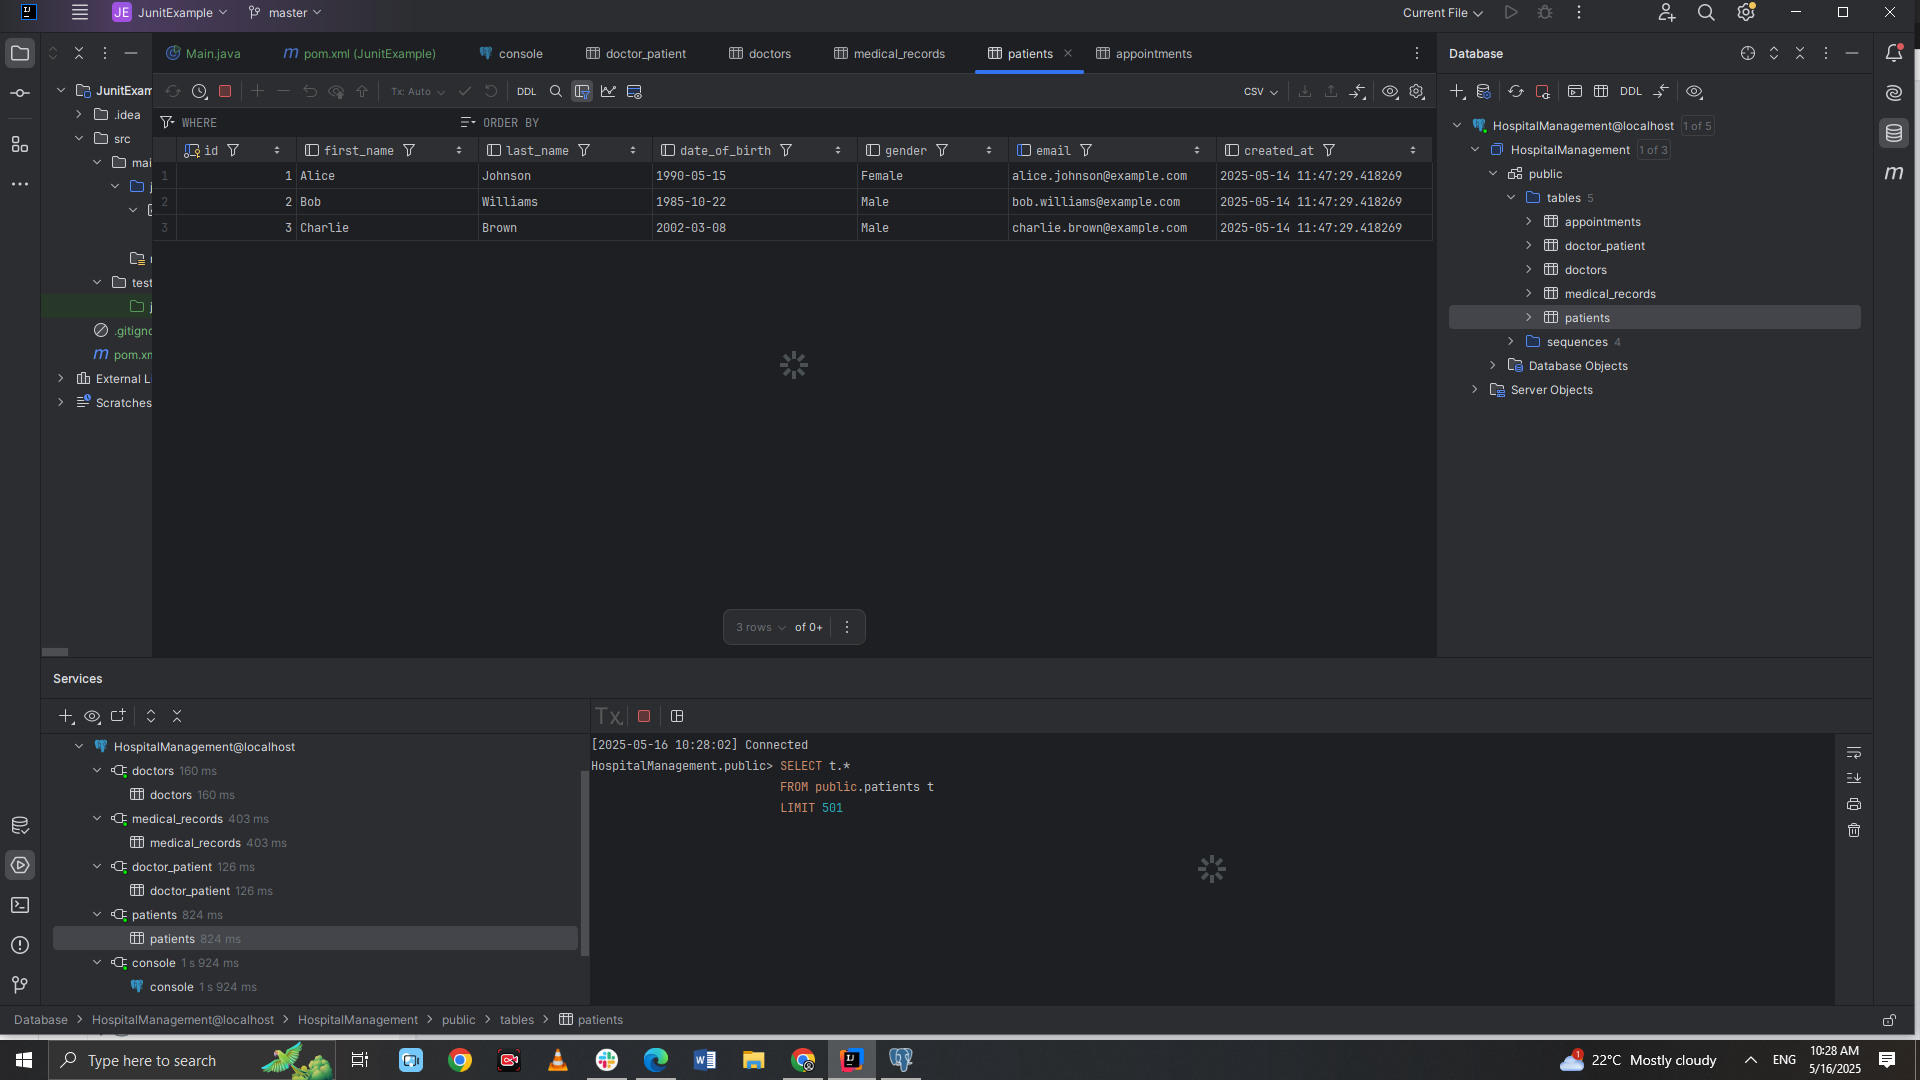 JE JunitExample master Current File
Main.java pom.xml (JunitExample) console doctor_patient doctors medical_records patients appointments
Database
Tx: Auto DDL CSV
DDL
WHERE ORDER BY
id first_name last_name date_of_birth gender email created_at
1 1 Alice Johnson 1990-05-15 Female alice.johnson@example.com 2025-05-14 11:47:29.418269
2 2 Bob Williams 1985-10-22 Male bob.williams@example.com 2025-05-14 11:47:29.418269
3 3 Charlie Brown 2002-03-08 Male charlie.brown@example.com 2025-05-14 11:47:29.418269
JunitExam
.idea
src
mai
j
test
j
.gitigno
pom.xm
External Li
Scratches
HospitalManagement@localhost 1 of 5
HospitalManagement 1 of 3
public
tables 5
appointments
doctor_patient
doctors
medical_records
patients
sequences 4
Database Objects
Server Objects
3 rows of 0+
Services
Tx
HospitalManagement@localhost
doctors 160 ms
doctors 160 ms
medical_records 403 ms
medical_records 403 ms
doctor_patient 126 ms
doctor_patient 126 ms
patients 824 ms
patients 824 ms
console 1 s 924 ms
console 1 s 924 ms
[2025-05-16 10:28:02] Connected
HospitalManagement.public> SELECT t.*
FROM public.patients t
LIMIT 501
Database > HospitalManagement@localhost > HospitalManagement > public > tables > patients
Type here to search
1 22°C Mostly cloudy ENG
10:28 AM
5/16/2025